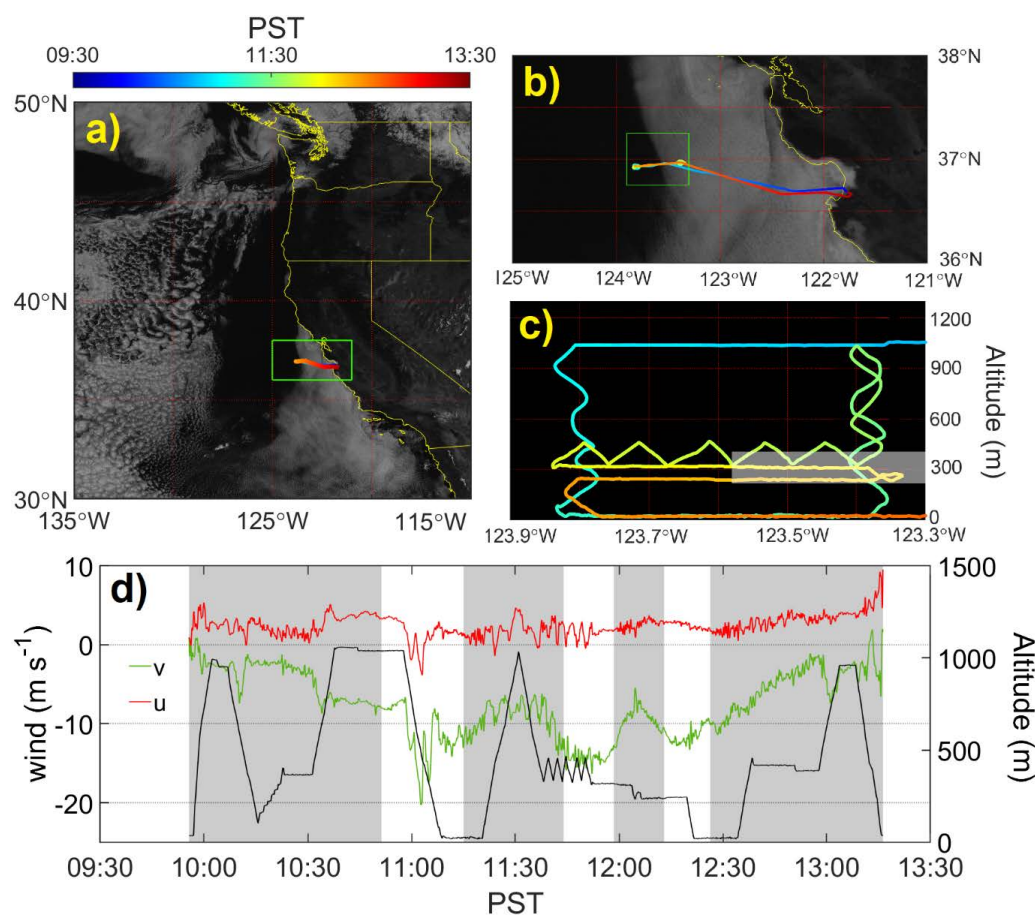 PST
09:30 11:30 13:30
a)
50°N
40°N
30°N
135°W 125°W 115°W
b)
38°N
37°N
36°N
125°W 124°W 123°W 122°W 121°W
c)
1200
900
600
300
0
Altitude (m)
123.9°W 123.7°W 123.5°W 123.3°W
d)
10
0
-10
-20
wind (m s⁻¹)
v
u
1500
1000
500
0
Altitude (m)
09:30 10:00 10:30 11:00 11:30 12:00 12:30 13:00 13:30
PST